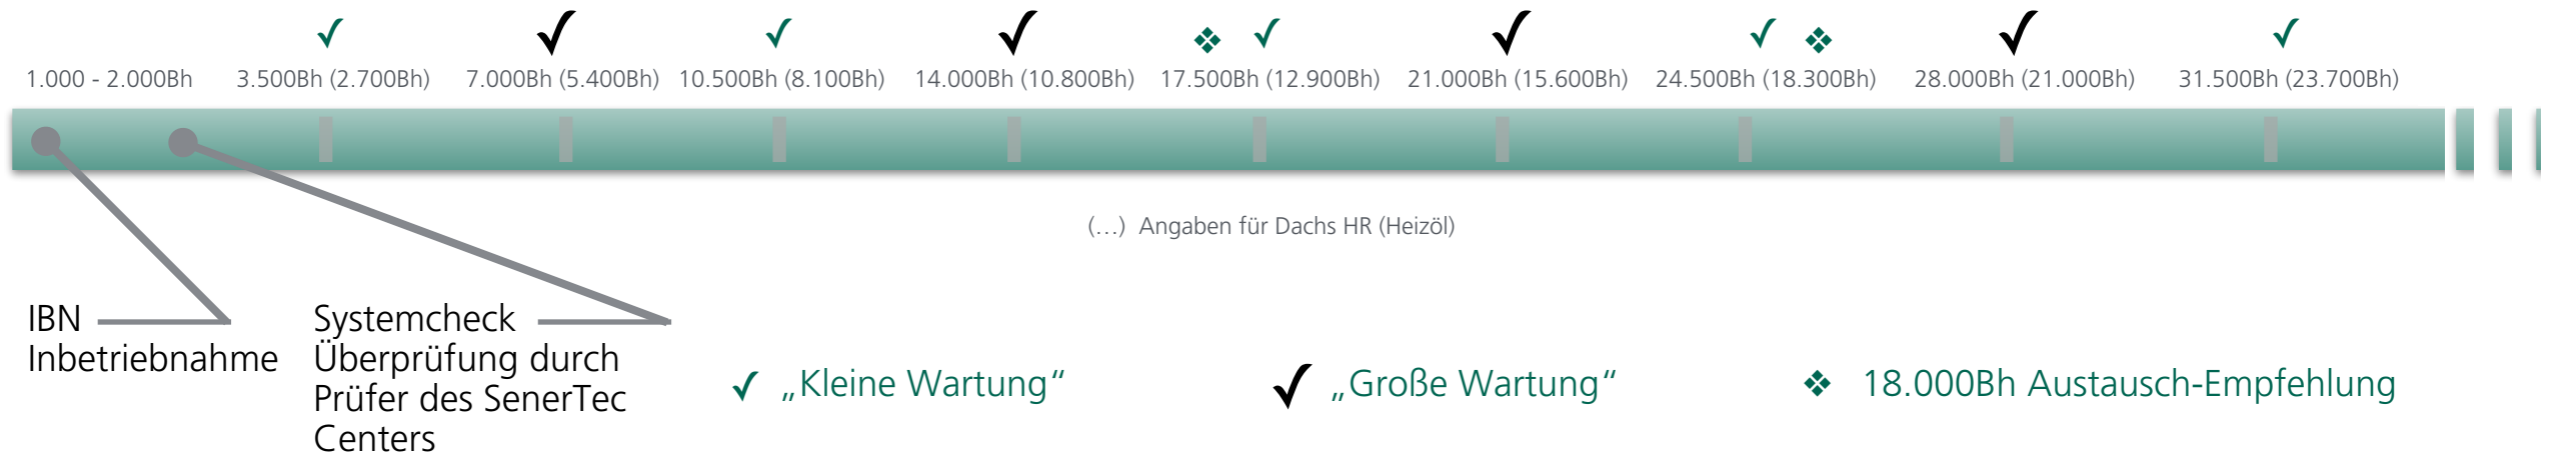 1.000 - 2.000Bh 3.500Bh (2.700Bh) 7.000Bh (5.400Bh) 10.500Bh (8.100Bh) 14.000Bh (10.800Bh) 17.500Bh (12.900Bh) 21.000Bh (15.600Bh) 24.500Bh (18.300Bh) 28.000Bh (21.000Bh) 31.500Bh (23.700Bh)
(...) Angaben für Dachs HR (Heizöl)
IBN
Inbetriebnahme
Systemcheck
Überprüfung durch
Prüfer des SenerTec
Centers
„Kleine Wartung“
„Große Wartung“
18.000Bh Austausch-Empfehlung